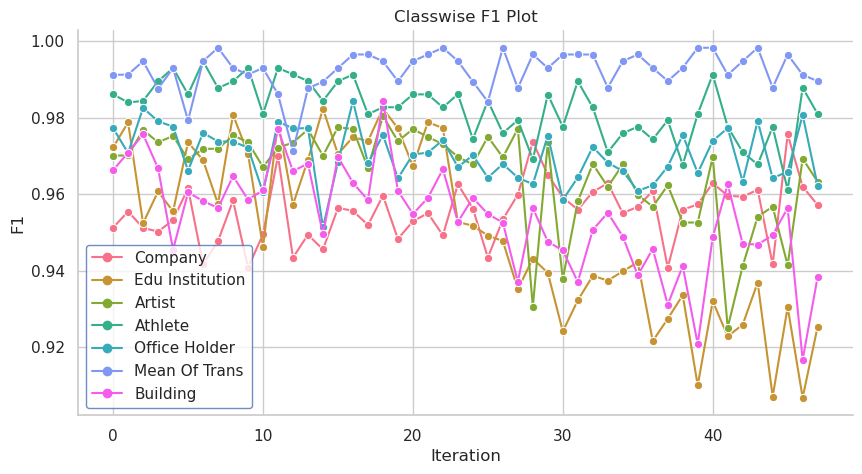 Classwise F1 Plot
1.00
0.98
0.96
0.94
0.92
F1
Company
Edu Institution
Artist
Athlete
Office Holder
Mean Of Trans
Building
0
10
20
30
40
Iteration